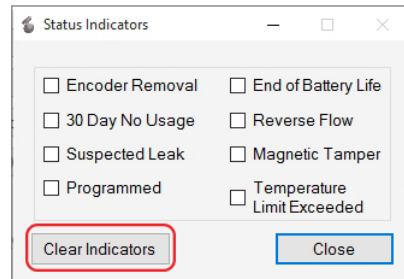 Status Indicators
Encoder Removal
End of Battery Life
30 Day No Usage
Reverse Flow
Suspected Leak
Magnetic Tamper
Programmed
Temperature
Limit Exceeded
Clear Indicators
Close